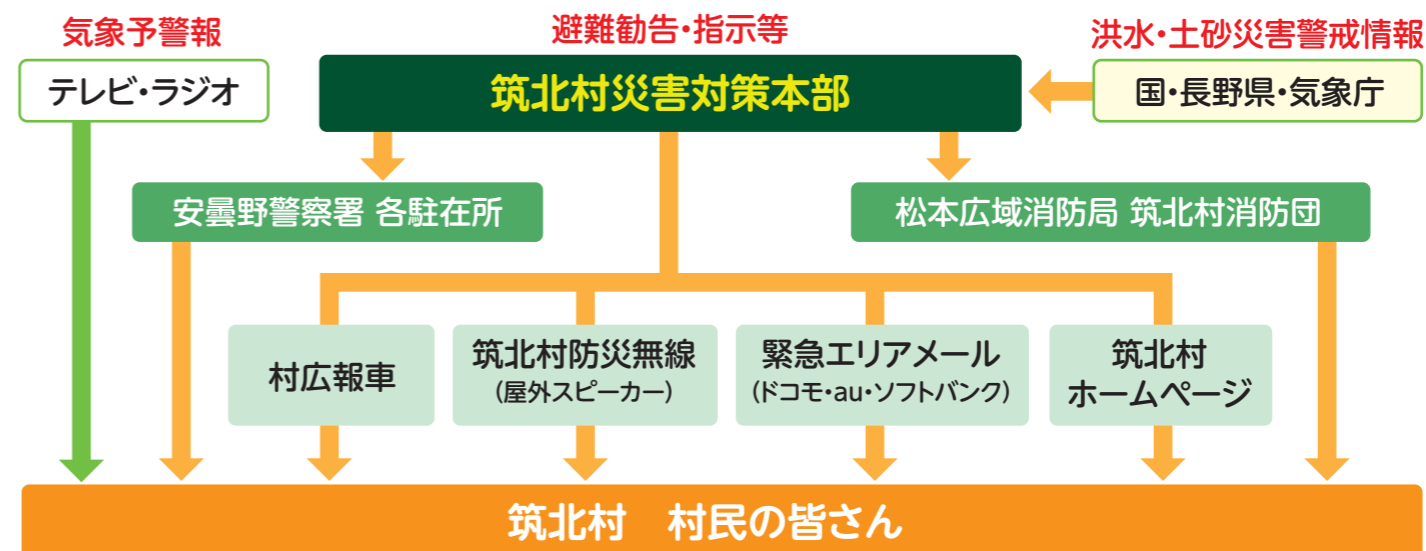 気象予警報
避難勧告・指示等
洪水・土砂災害警戒情報
テレビ・ラジオ
筑北村災害対策本部
国・長野県・気象庁
安曇野警察署 各駐在所
松本広域消防局 筑北村消防団
村広報車
筑北村防災無線
(屋外スピーカー)
緊急エリアメール
(ドコモ・au・ソフトバンク)
筑北村
ホームページ
筑北村　村民の皆さん